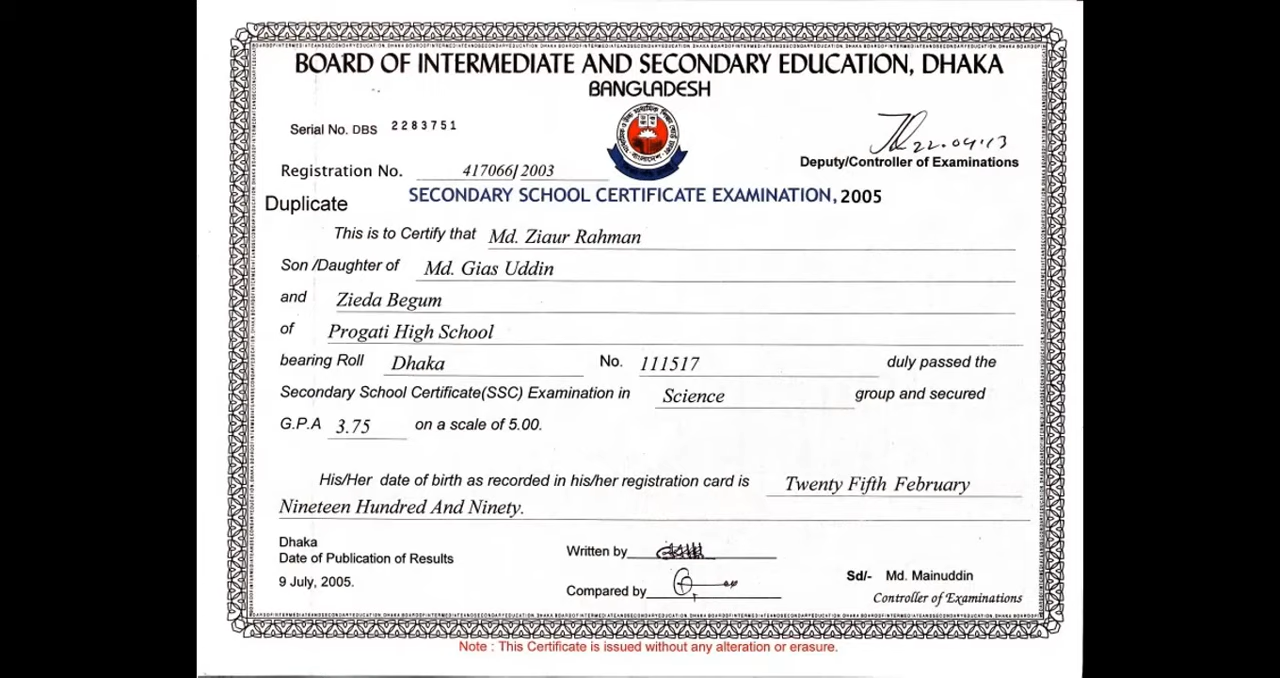 BOARD OF INTERMEDIATE AND SECONDARY EDUCATION, DHAKA
BANGLADESH
Serial No. DBS 2283751
22.04.13
Deputy/Controller of Examinations
Registration No. 417066/2003
SECONDARY SCHOOL CERTIFICATE EXAMINATION, 2005
Duplicate
This is to Certify that Md. Ziaur Rahman
Son /Daughter of Md. Gias Uddin
and Zieda Begum
of Progati High School
bearing Roll Dhaka No. 111517 duly passed the
Secondary School Certificate(SSC) Examination in Science group and secured
G.P.A 3.75 on a scale of 5.00.
His/Her date of birth as recorded in his/her registration card is Twenty Fifth February
Nineteen Hundred And Ninety.
Dhaka
Date of Publication of Results
9 July, 2005.
Written by
Compared by
Sd/- Md. Mainuddin
Controller of Examinations
Note : This Certificate is issued without any alteration or erasure.